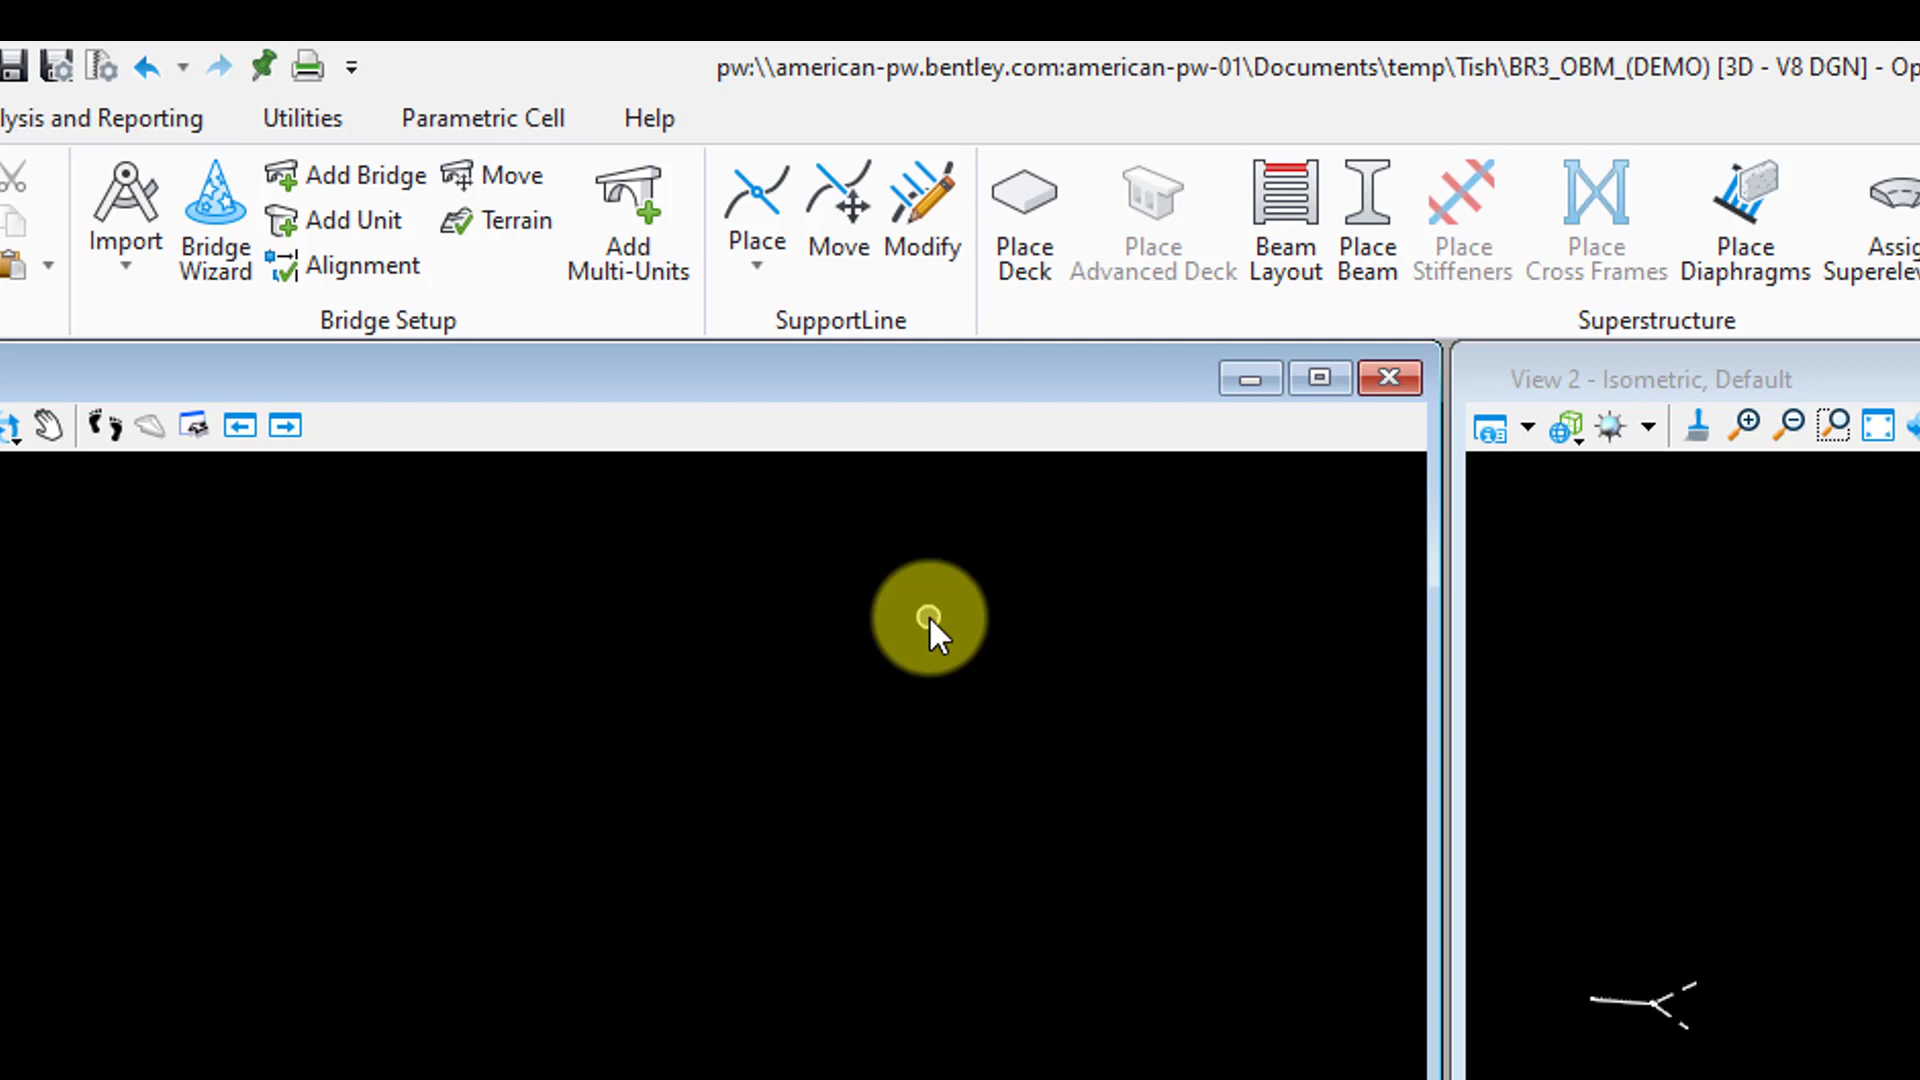 pw:\\american-pw.bentley.com:american-pw-01\Documents\temp\Tish\BR3_OBM_(DEMO) [3D - V8 DGN] - Op
lysis and Reporting
Utilities
Parametric Cell
Help
Import
Bridge
Wizard
Add Bridge
Add Unit
Alignment
Move
Terrain
Add
Multi-Units
Bridge Setup
Place
Move
Modify
SupportLine
Place
Deck
Place
Advanced Deck
Beam
Layout
Place
Beam
Place
Stiffeners
Place
Cross Frames
Place
Diaphragms
Assig
Superelev
Superstructure
View 2 - Isometric, Default